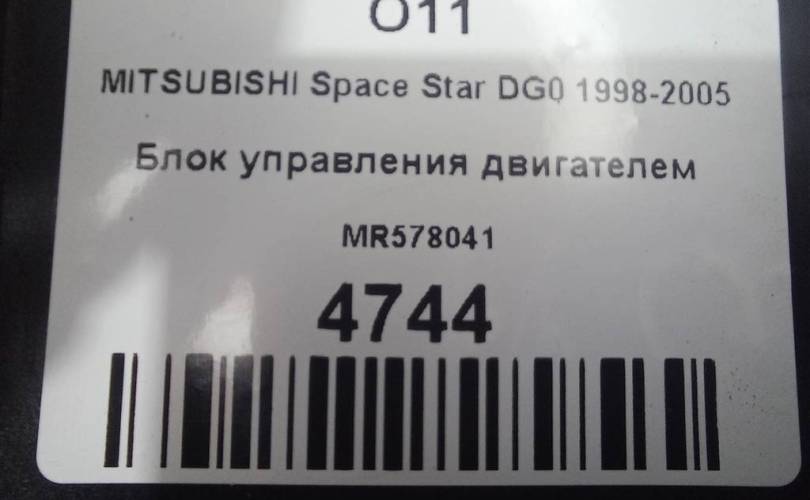 O11
MITSUBISHI Space Star DG0 1998-2005
Блок управления двигателем
MR578041
4744